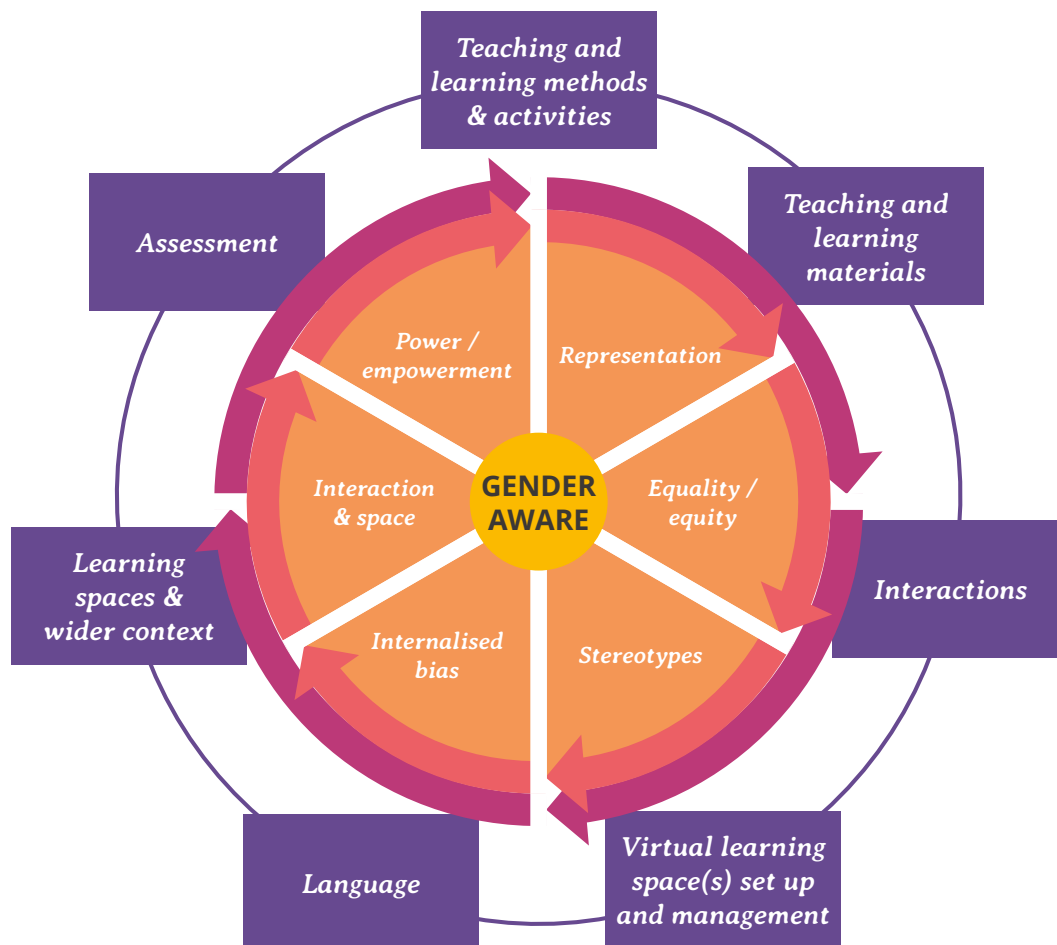 Teaching and
learning methods
& activities
Teaching and
learning
materials
Interactions
Virtual learning
space(s) set up
and management
Language
Learning
spaces &
wider context
Assessment
Representation
Equality /
equity
Stereotypes
Internalised
bias
Interaction
& space
Power /
empowerment
GENDER
AWARE